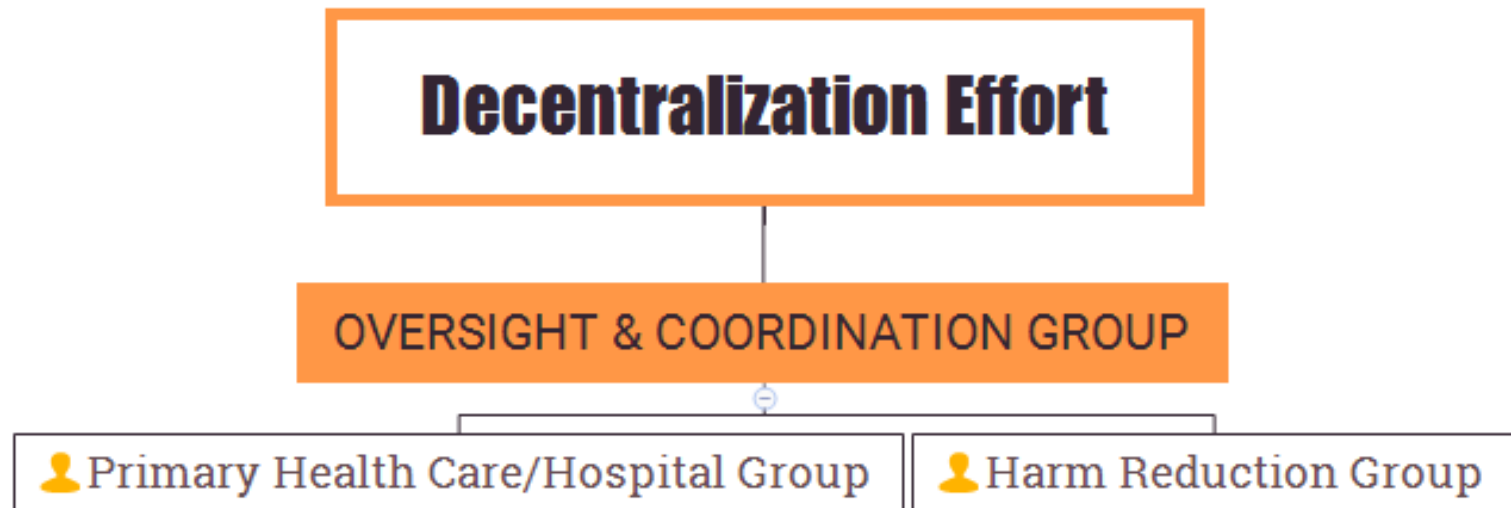 Decentralization Effort
OVERSIGHT & COORDINATION GROUP
Primary Health Care/Hospital Group
Harm Reduction Group